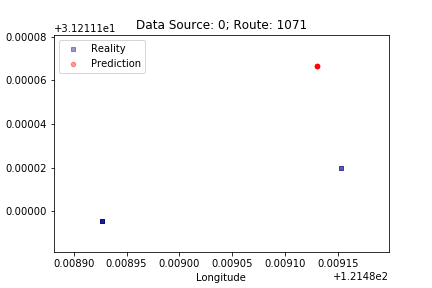 +3.12111e1
Data Source: 0; Route: 1071
0.00008
0.00006
0.00004
0.00002
0.00000
Reality
Prediction
0.00890 0.00895 0.00900 0.00905 0.00910 0.00915
Longitude
+1.2148e2